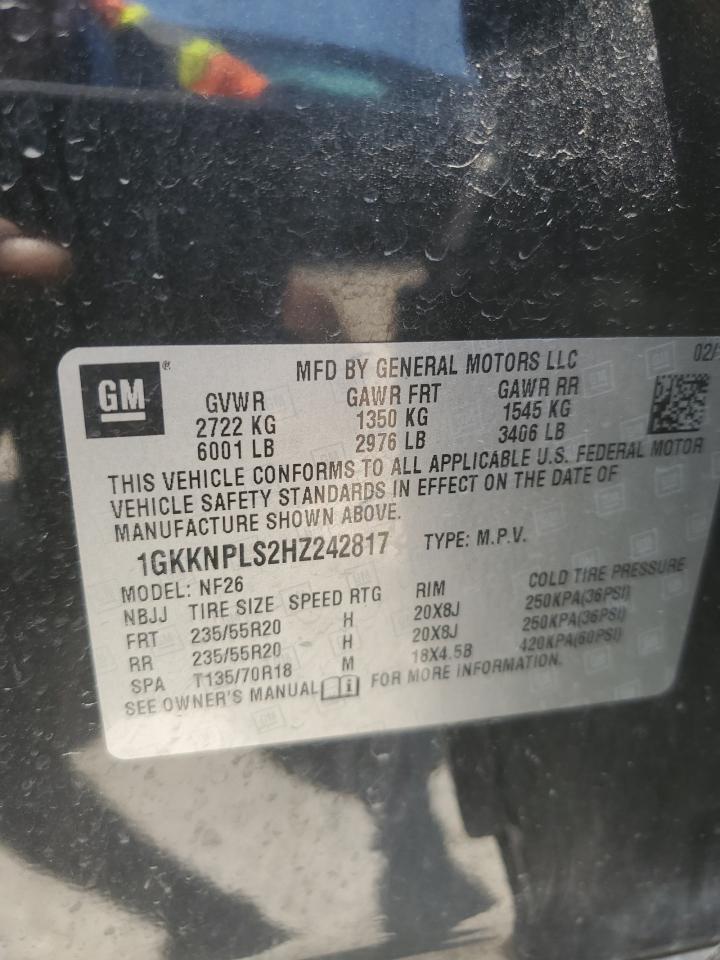 GM
MFD BY GENERAL MOTORS LLC 02/
GVWR GAWR FRT GAWR RR
2722 KG 1350 KG 1545 KG
6001 LB 2976 LB 3406 LB
THIS VEHICLE CONFORMS TO ALL APPLICABLE U.S. FEDERAL MOTOR
VEHICLE SAFETY STANDARDS IN EFFECT ON THE DATE OF
MANUFACTURE SHOWN ABOVE.
1GKKNPLS2HZ242817 TYPE: M.P.V.
MODEL: NF26
NBJJ TIRE SIZE SPEED RTG RIM COLD TIRE PRESSURE
FRT 235/55R20 H 20X8J 250KPA(36PSI)
RR 235/55R20 H 20X8J 250KPA(36PSI)
SPA T135/70R18 M 18X4.5B 420KPA(60PSI)
SEE OWNER'S MANUAL FOR MORE INFORMATION.